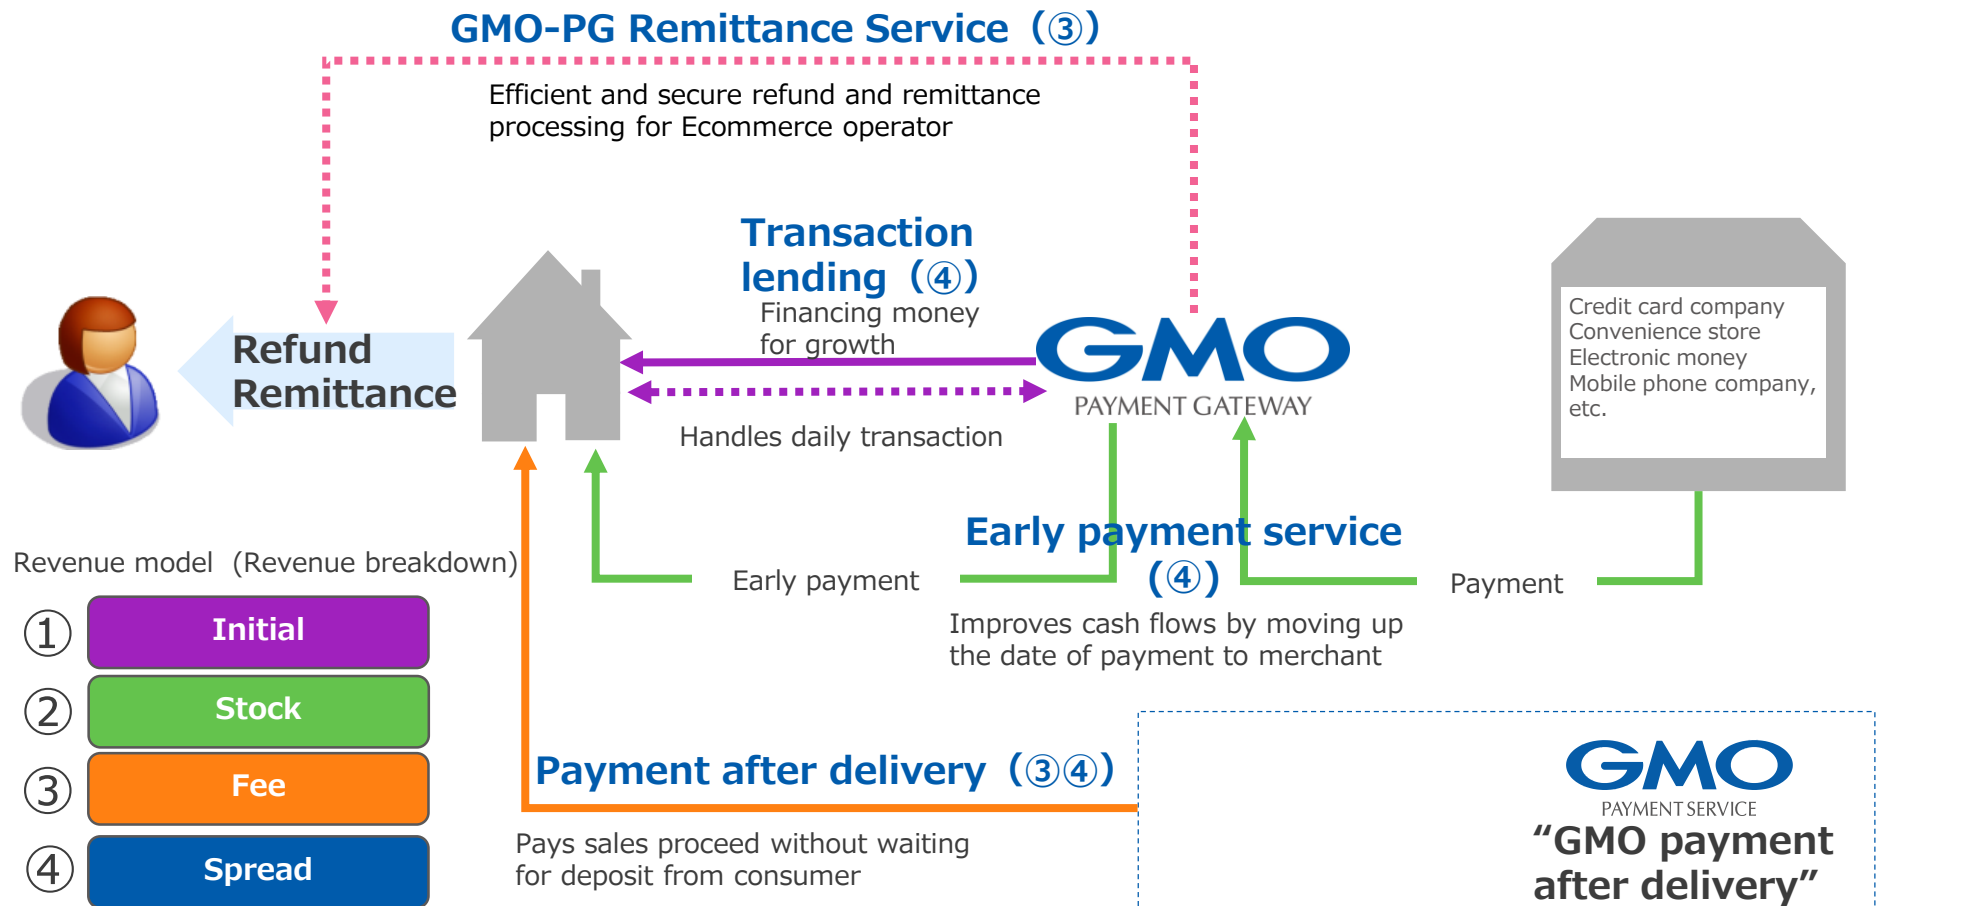 GMO-PG Remittance Service（③）
Efficient and secure refund and remittance
processing for Ecommerce operator
Transaction
lending（④）
Financing money
for growth
Refund
Remittance
GMO
PAYMENT GATEWAY
Handles daily transaction
Credit card company
Convenience store
Electronic money
Mobile phone company,
etc.
Early payment service
(④)
Early payment
Payment
Improves cash flows by moving up
the date of payment to merchant
Revenue model (Revenue breakdown)
① Initial
② Stock
③ Fee
④ Spread
Payment after delivery（③④）
Pays sales proceed without waiting
for deposit from consumer
GMO
PAYMENT SERVICE
“GMO payment
after delivery”